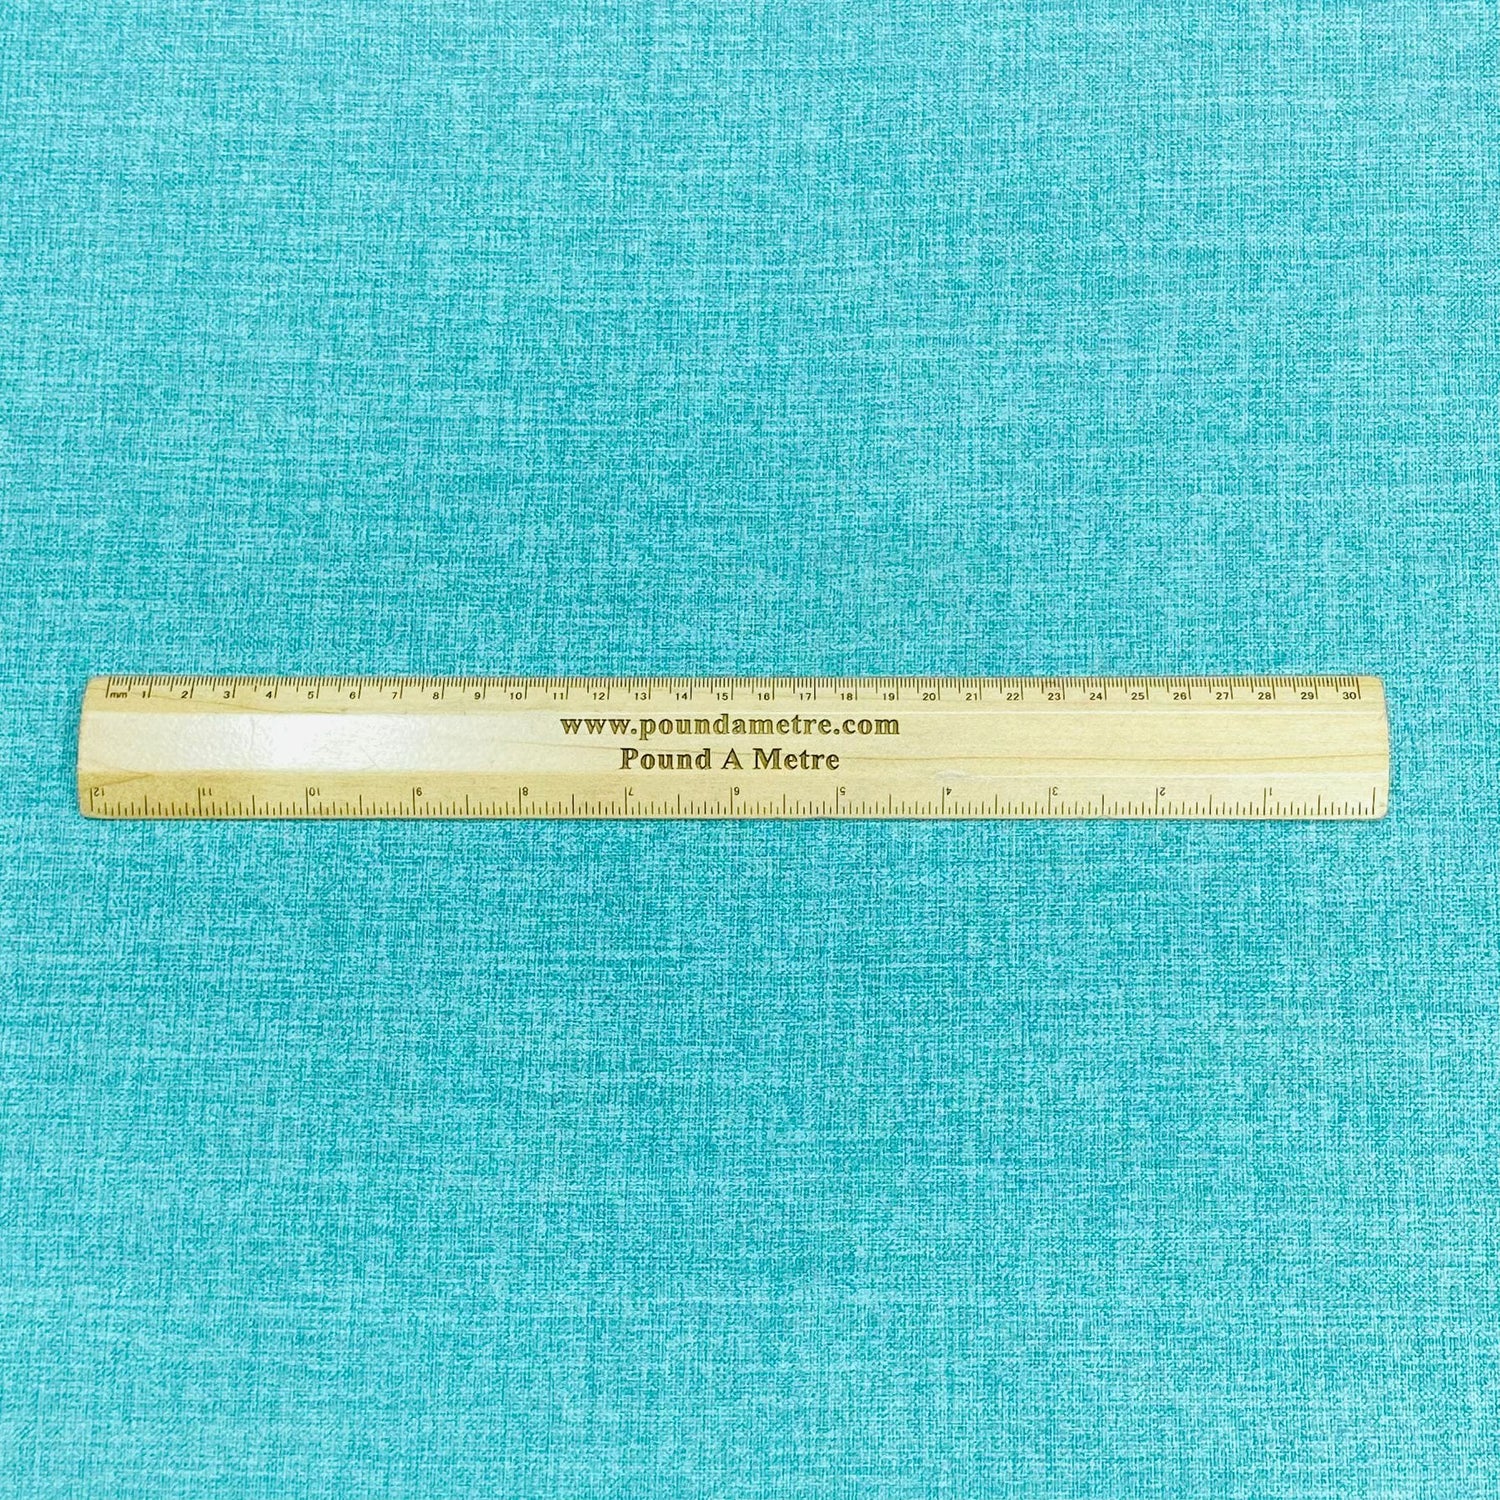 mm 1 2 3 4 5 6 7 8 9 10 11 12 13 14 15 16 17 18 19 20 21 22 23 24 25 26 27 28 29 30
www.poundametre.com
Pound A Metre
12 11 10 9 8 7 6 5 4 3 2 1